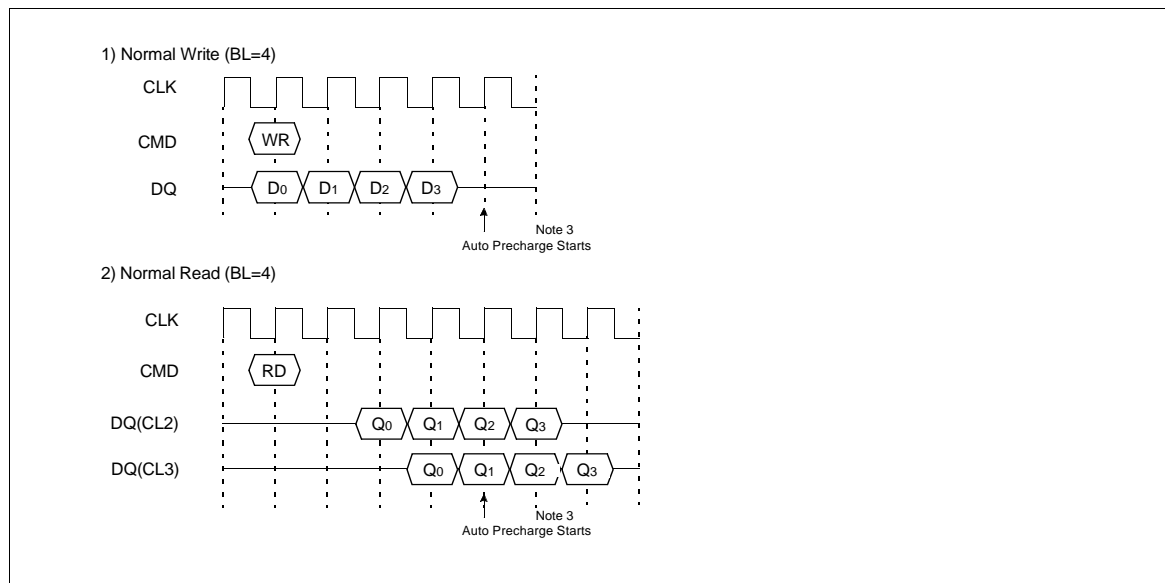 1) Normal Write (BL=4)
CLK
CMD
WR
DQ
D0
D1
D2
D3
Note 3
Auto Precharge Starts
2) Normal Read (BL=4)
CLK
CMD
RD
DQ(CL2)
Q0
Q1
Q2
Q3
DQ(CL3)
Q0
Q1
Q2
Q3
Note 3
Auto Precharge Starts